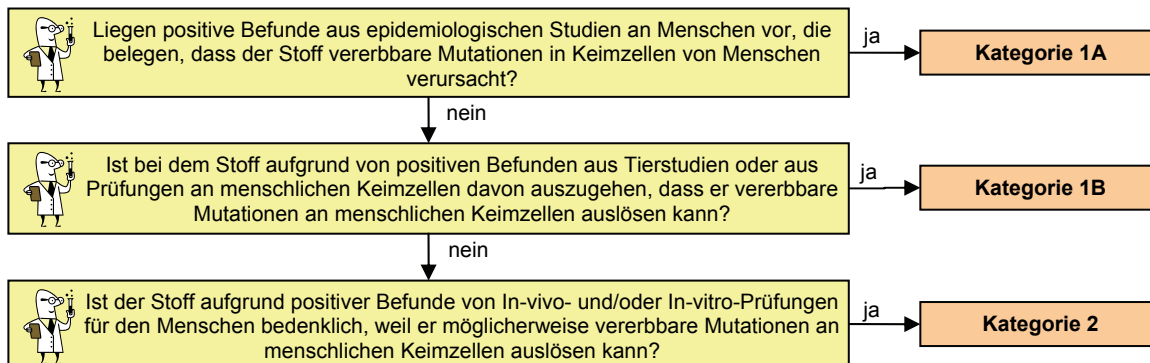 Liegen positive Befunde aus epidemiologischen Studien an Menschen vor, die
belegen, dass der Stoff vererbbare Mutationen in Keimzellen von Menschen
verursacht?
ja
Kategorie 1A
nein
Ist bei dem Stoff aufgrund von positiven Befunden aus Tierstudien oder aus
Prüfungen an menschlichen Keimzellen davon auszugehen, dass er vererbbare
Mutationen an menschlichen Keimzellen auslösen kann?
ja
Kategorie 1B
nein
Ist der Stoff aufgrund positiver Befunde von In-vivo- und/oder In-vitro-Prüfungen
für den Menschen bedenklich, weil er möglicherweise vererbbare Mutationen an
menschlichen Keimzellen auslösen kann?
ja
Kategorie 2